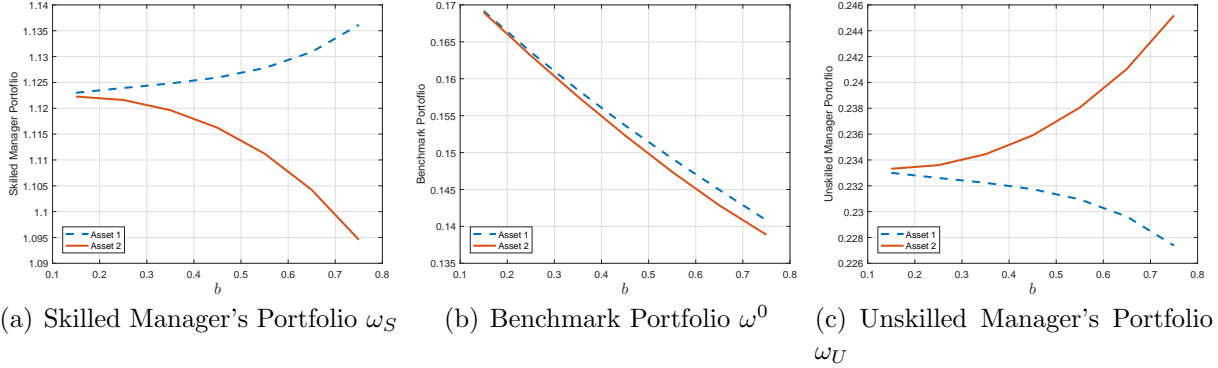 1.14
1.135
1.13
1.125
1.12
1.115
1.11
1.105
1.1
1.095
1.09
Skilled Manager Portoflio
Asset 1
Asset 2
0.1 0.2 0.3 0.4 0.5 0.6 0.7 0.8
b
(a) Skilled Manager's Portfolio ωS
0.17
0.165
0.16
0.155
0.15
0.145
0.14
0.135
Benchmark Portoflio
Asset 1
Asset 2
0.1 0.2 0.3 0.4 0.5 0.6 0.7 0.8
b
(b) Benchmark Portfolio ω⁰
0.246
0.244
0.242
0.24
0.238
0.236
0.234
0.232
0.23
0.228
0.226
Unskilled Manager Portoflio
Asset 1
Asset 2
0.1 0.2 0.3 0.4 0.5 0.6 0.7 0.8
b
(c) Unskilled Manager's Portfolio
ωU